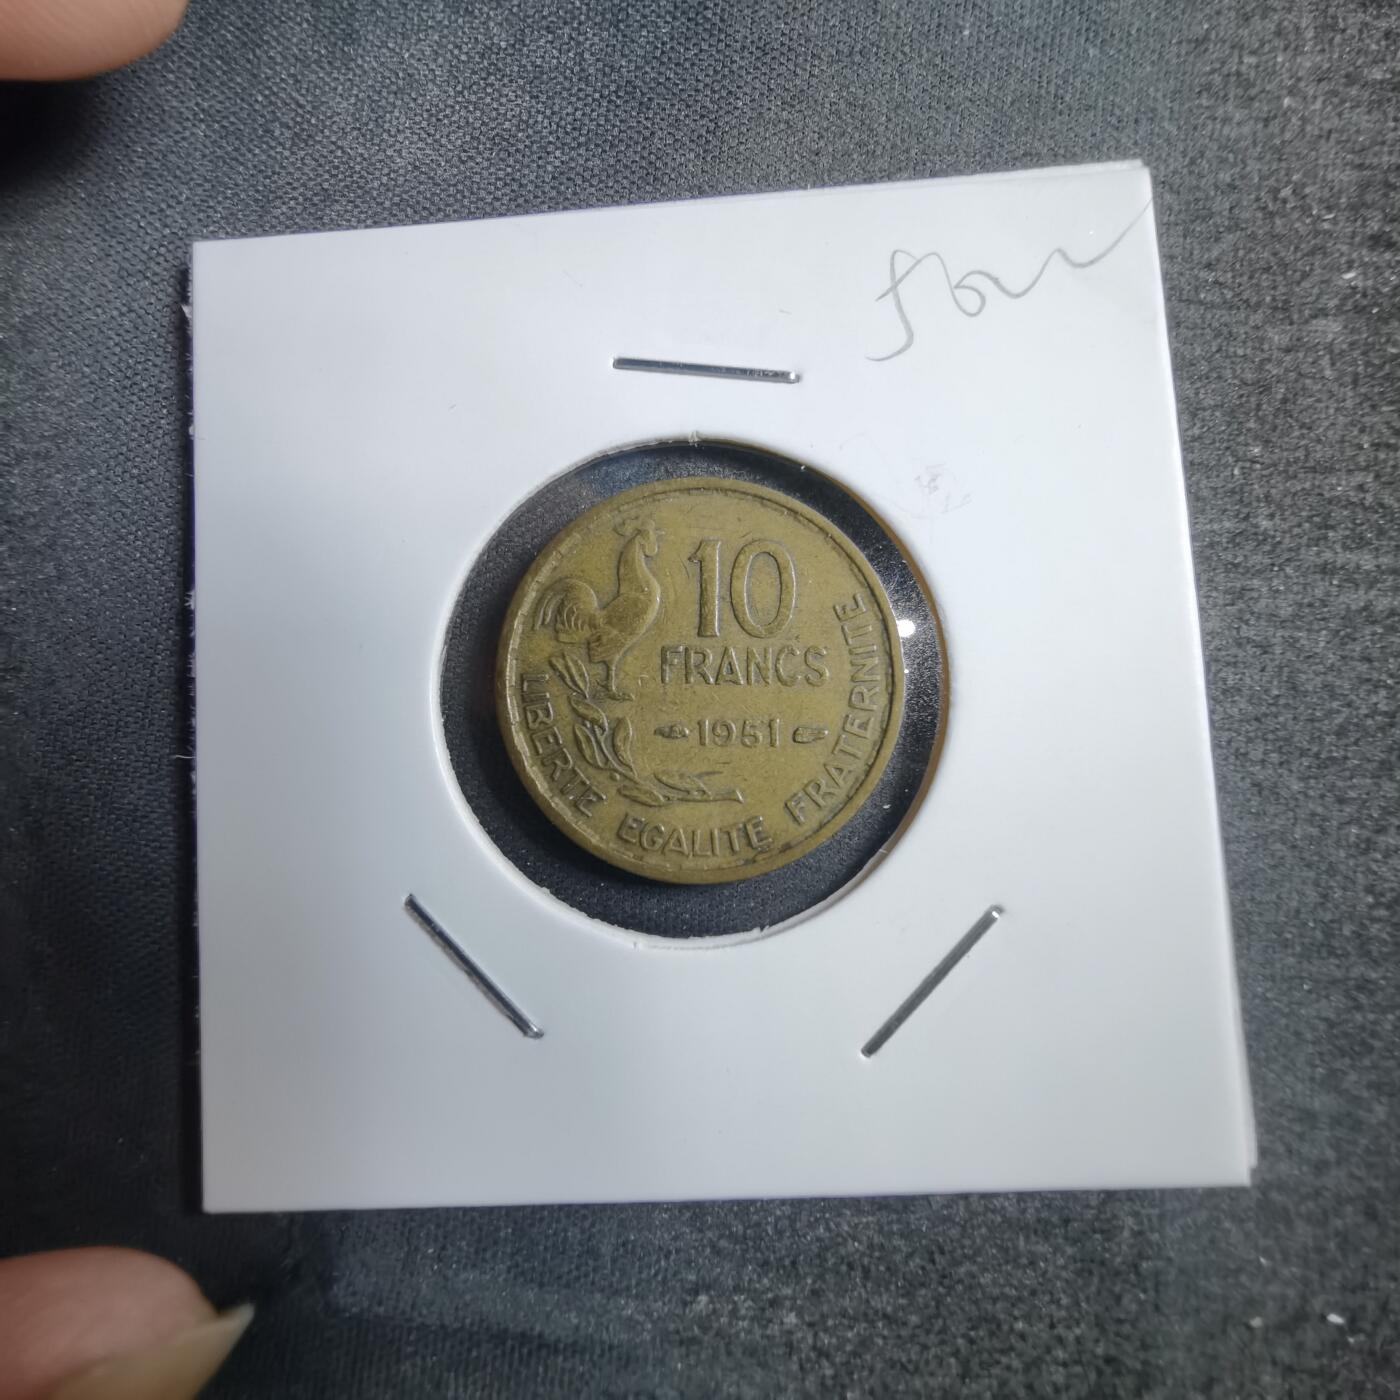 10
FRANCS
1951
LIBERTE EGALITE FRATERNITE